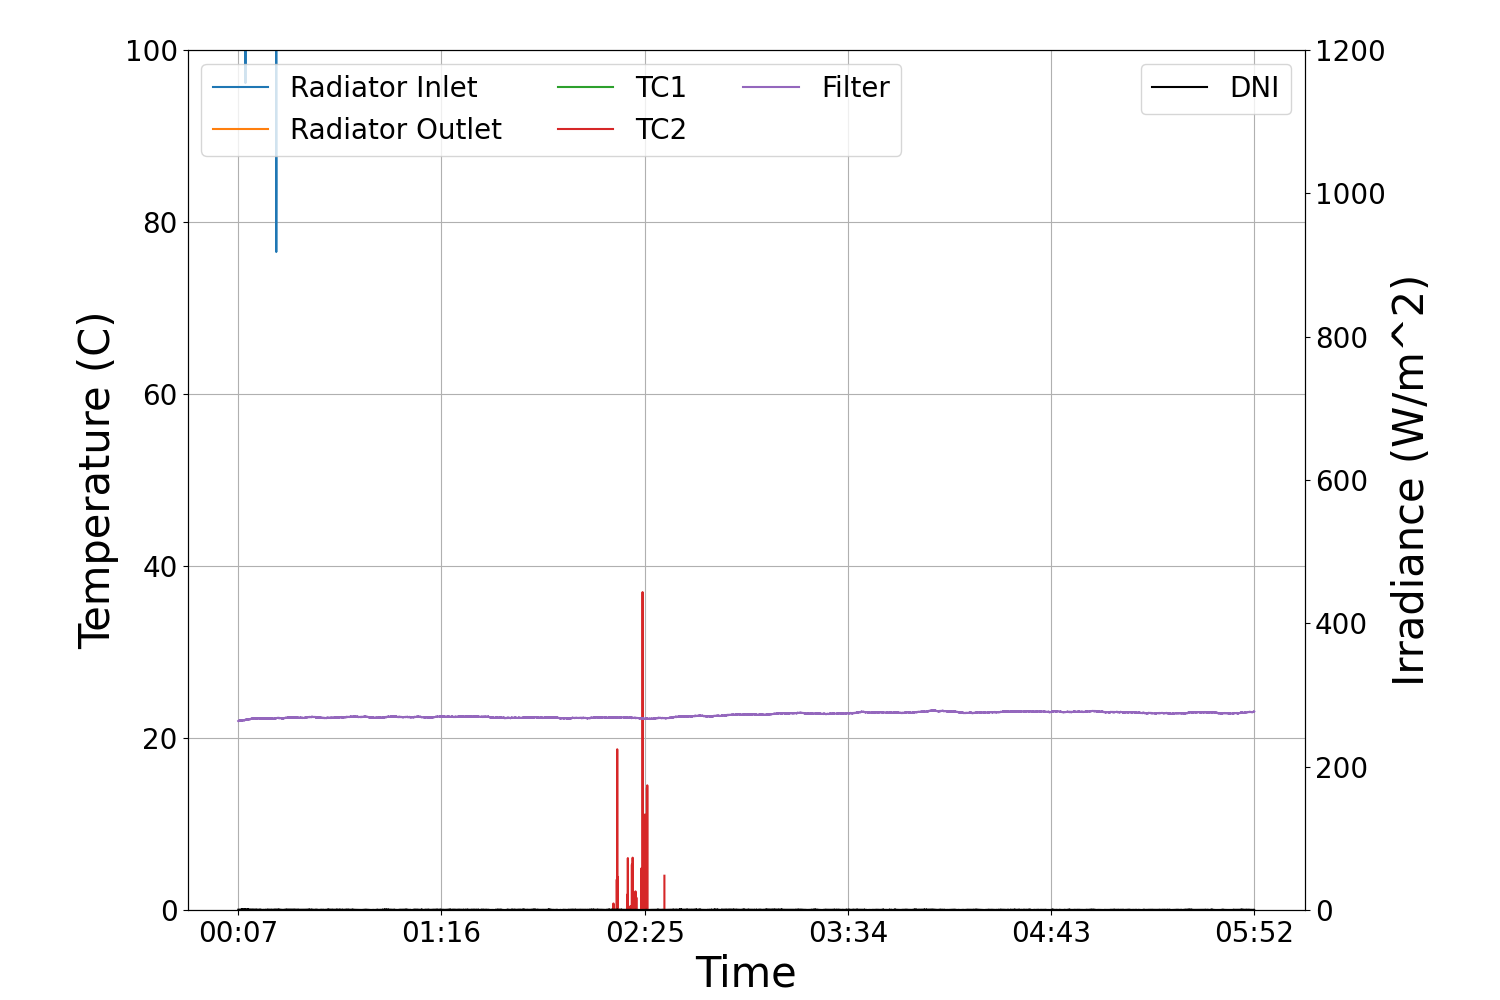 100
80
60
40
20
0
Temperature (C)
Radiator Inlet
Radiator Outlet
TC1
TC2
Filter
DNI
1200
1000
800
600
400
200
0
Irradiance (W/m^2)
00:07 01:16 02:25 03:34 04:43 05:52
Time